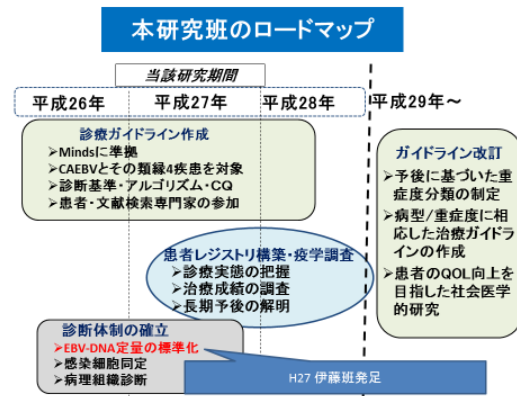 本研究班のロードマップ
当該研究期間
平成26年
平成27年
平成28年
平成29年～
診療ガイドライン作成
➢Mindsに準拠
➢CAEBVとその類縁4疾患を対象
➢診断基準・アルゴリズム・CQ
➢患者・文献検索専門家の参加
ガイドライン改訂
➢予後に基づいた重
症度分類の制定
➢病型/重症度に相
応した治療ガイドラ
インの作成
➢患者のQOL向上を
目指した社会医学
的研究
患者レジストリ構築・疫学調査
➢診療実態の把握
➢治療成績の調査
➢長期予後の解明
診断体制の確立
➢EBV-DNA定量の標準化
➢感染細胞同定
➢病理組織診断
H27 伊藤班発足